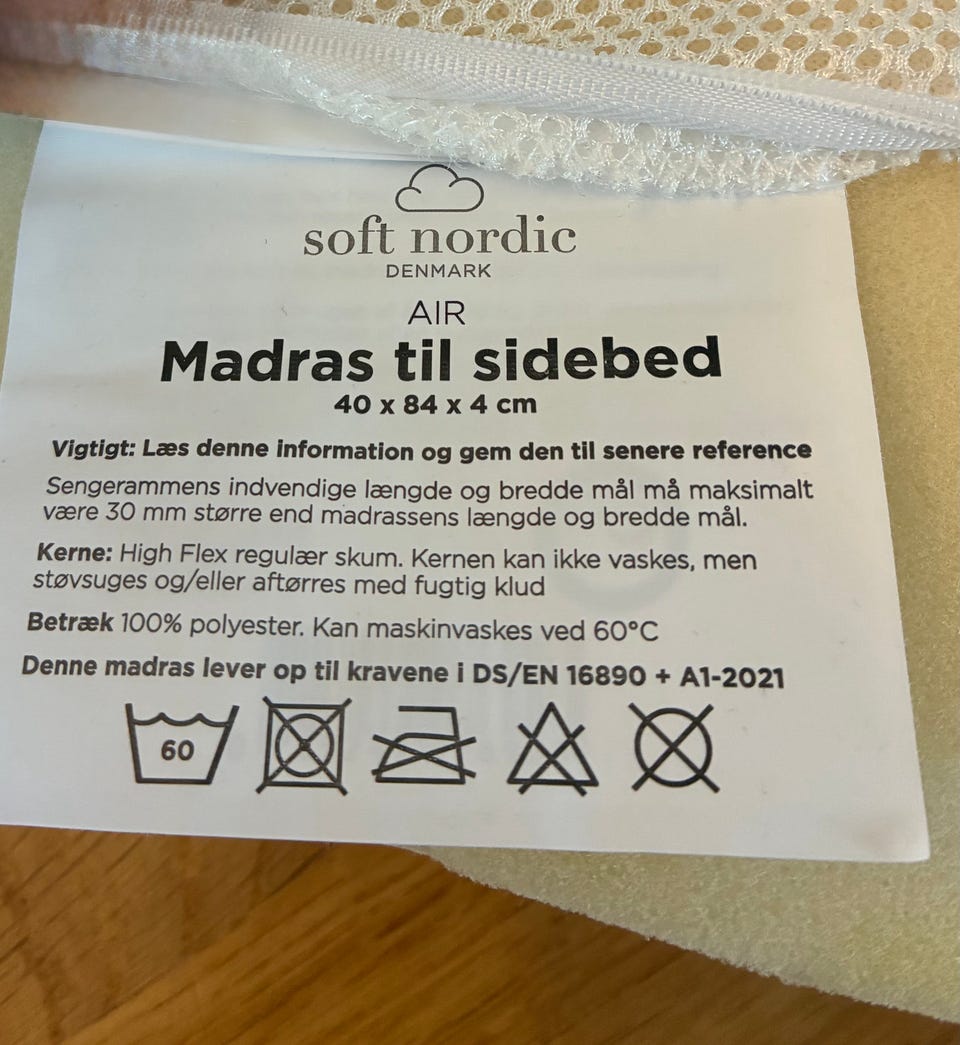 soft nordic
DENMARK
AIR
Madras til sidebed
40 x 84 x 4 cm
Vigtigt: Læs denne information og gem den til senere reference
Sengerammens indvendige længde og bredde mål må maksimalt
være 30 mm større end madrassens længde og bredde mål.
Kerne: High Flex regulær skum. Kernen kan ikke vaskes, men
støvsuges og/eller aftørres med fugtig klud
Betræk 100% polyester. Kan maskinvaskes ved 60°C
Denne madras lever op til kravene i DS/EN 16890 + A1-2021
60